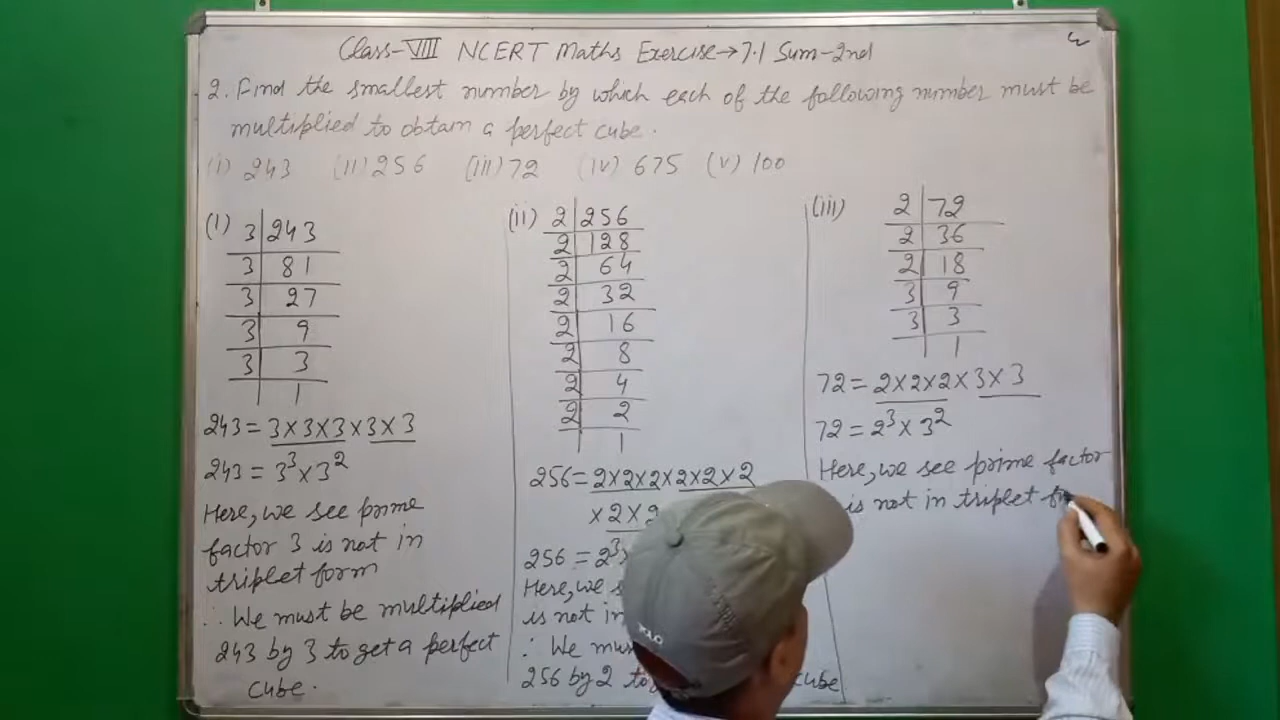 Class-VIII NCERT Maths Exercise→7.1 Sum-2nd
2. Find the smallest number by which each of the following number must be
multiplied to obtain a perfect cube.
(i) 243 (ii) 256 (iii) 72 (iv) 675 (v) 100
(i) 3 243
3 81
3 27
3 9
3 3
1
243 = 3×3×3×3×3
243 = 3³×3²
Here, we see prime
factor 3 is not in
triplet form
∴ We must be multiplied
243 by 3 to get a perfect
cube.
(ii) 2 256
2 128
2 64
2 32
2 16
2 8
2 4
2 2
1
256 = 2×2×2×2×2×2
×2×2
256 = 2³
Here, we
is not in
∴ We
256 by 2 to
cube
(iii) 2 72
2 36
2 18
3 9
3 3
1
72 = 2×2×2×3×3
72 = 2³×3²
Here, we see prime factor
is not in triplet